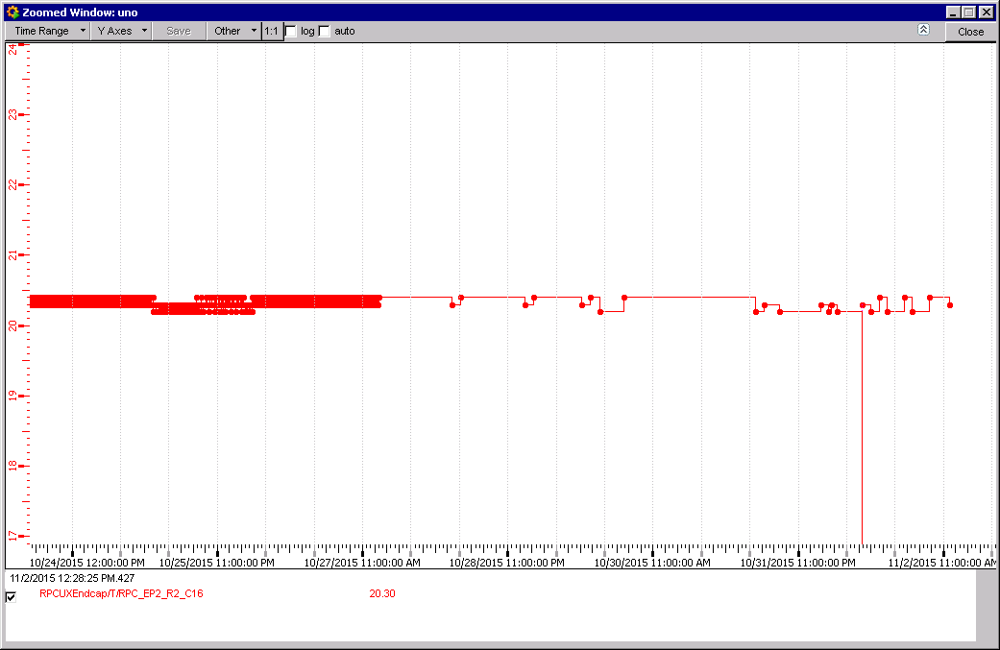 Zoomed Window: uno
Time Range Y Axes Save Other 1:1 log auto Close
24
23
22
21
20
19
18
17
10/24/2015 12:00:00 PM 10/25/2015 11:00:00 PM 10/27/2015 11:00:00 AM 10/28/2015 11:00:00 PM 10/30/2015 11:00:00 AM 10/31/2015 11:00:00 PM 11/2/2015 11:00:00 AM
11/2/2015 12:28:25 PM.427
RPCUXEndcap/T/RPC_EP2_R2_C16 20.30